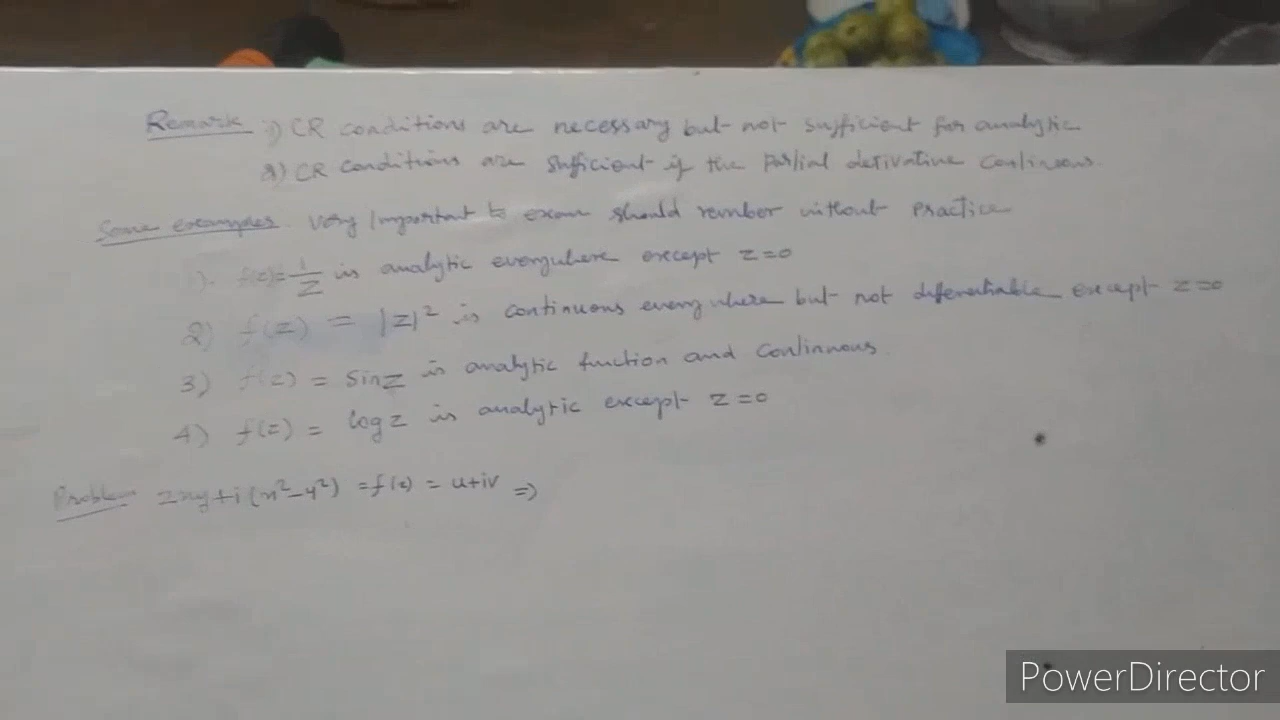 Remark 1) CR conditions are necessary but not sufficient for analytic
2) CR conditions are sufficient if the Partial derivative continuous.
Some examples. Very Important to exam should rember without practice
1). f(z)=1/z is analytic everywhere except z=0
2) f(z) = |z|² is continuous everywhere but not differentiable except z=0
3) f(z) = sinz is analytic function and continuous.
4) f(z) = logz is analytic except z=0
Problem 2xy+i(x²-y²) =f(z) = u+iv =>
PowerDirector